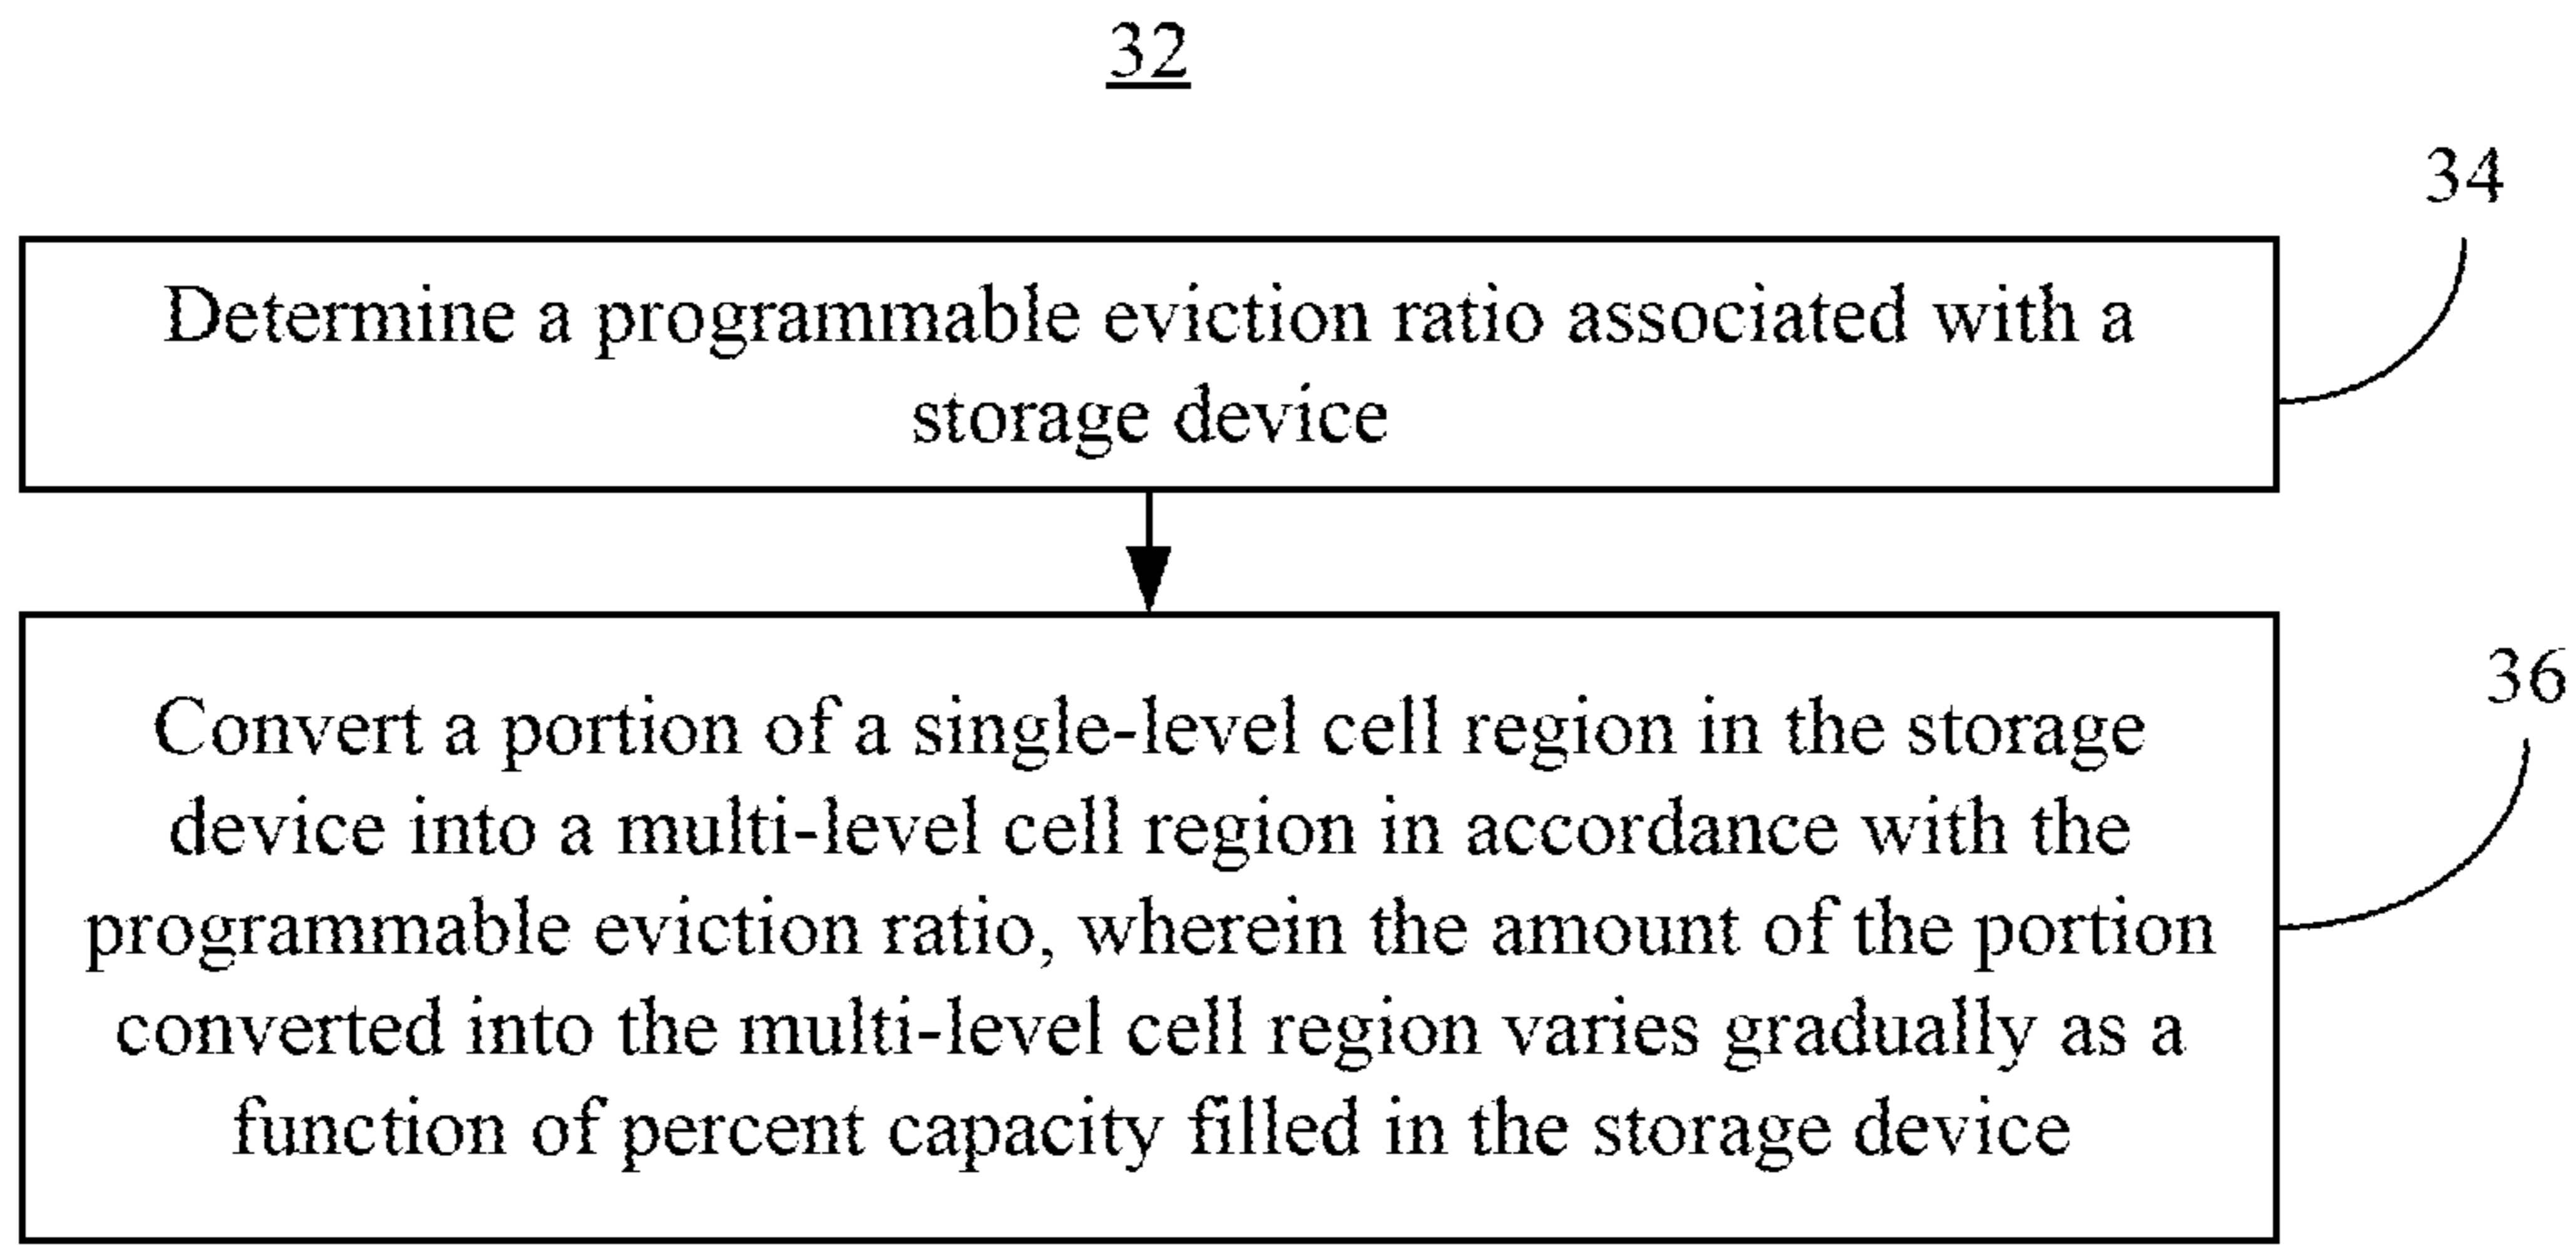 32
34
Determine a programmable eviction ratio associated with a
storage device
36
Convert a portion of a single-level cell region in the storage
device into a multi-level cell region in accordance with the
programmable eviction ratio, wherein the amount of the portion
converted into the multi-level cell region varies gradually as a
function of percent capacity filled in the storage device